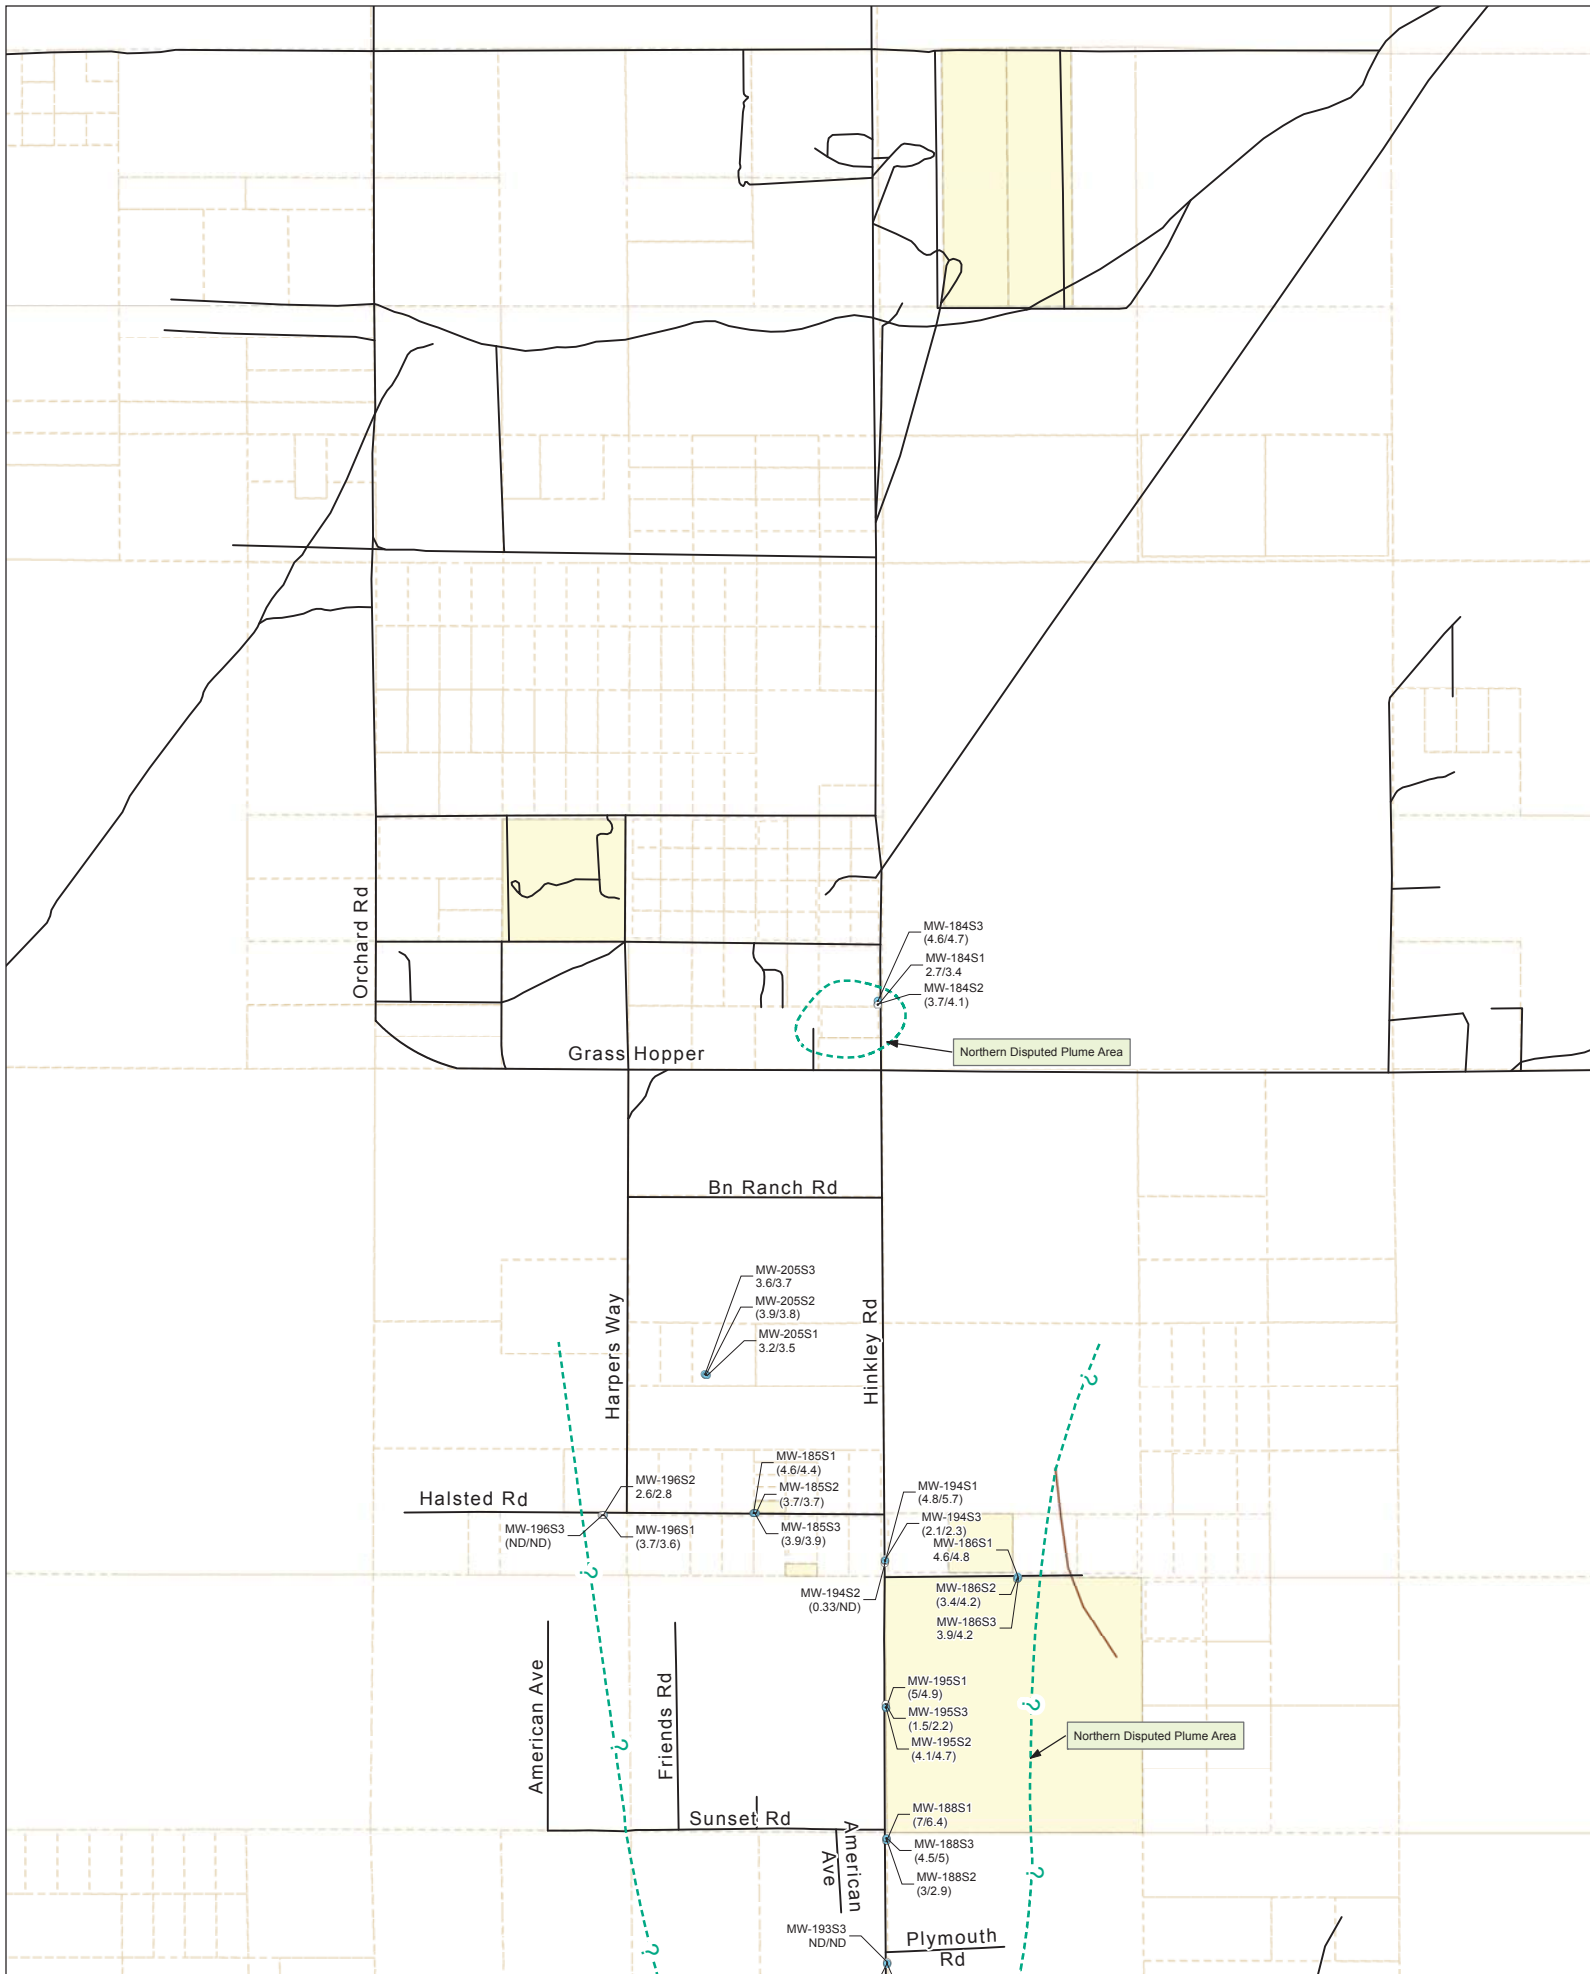 MW-184S3
(4.6/4.7)
MW-184S1
2.7/3.4
MW-184S2
(3.7/4.1)
Orchard Rd
Northern Disputed Plume Area
Grass Hopper
Bn Ranch Rd
MW-205S3
3.6/3.7
MW-205S2
(3.9/3.8)
MW-205S1
3.2/3.5
Harpers Way
Hinkley Rd
?
MW-185S1
(4.6/4.4)
MW-196S2
2.6/2.8
MW-185S2
(3.7/3.7)
MW-194S1
(4.8/5.7)
Halsted Rd
MW-196S3
(ND/ND)
MW-196S1
(3.7/3.6)
MW-185S3
(3.9/3.9)
MW-194S3
(2.1/2.3)
MW-186S1
4.6/4.8
?
MW-194S2
(0.33/ND)
MW-186S2
(3.4/4.2)
MW-186S3
3.9/4.2
American Ave
Friends Rd
MW-195S1
(5/4.9)
?
MW-195S3
(1.5/2.2)
MW-195S2
(4.1/4.7)
Northern Disputed Plume Area
?
Sunset Rd
MW-188S1
(7/6.4)
American
Ave
MW-188S3
(4.5/5)
MW-188S2
(3/2.9)
?
MW-193S3
ND/ND
Plymouth
Rd
?